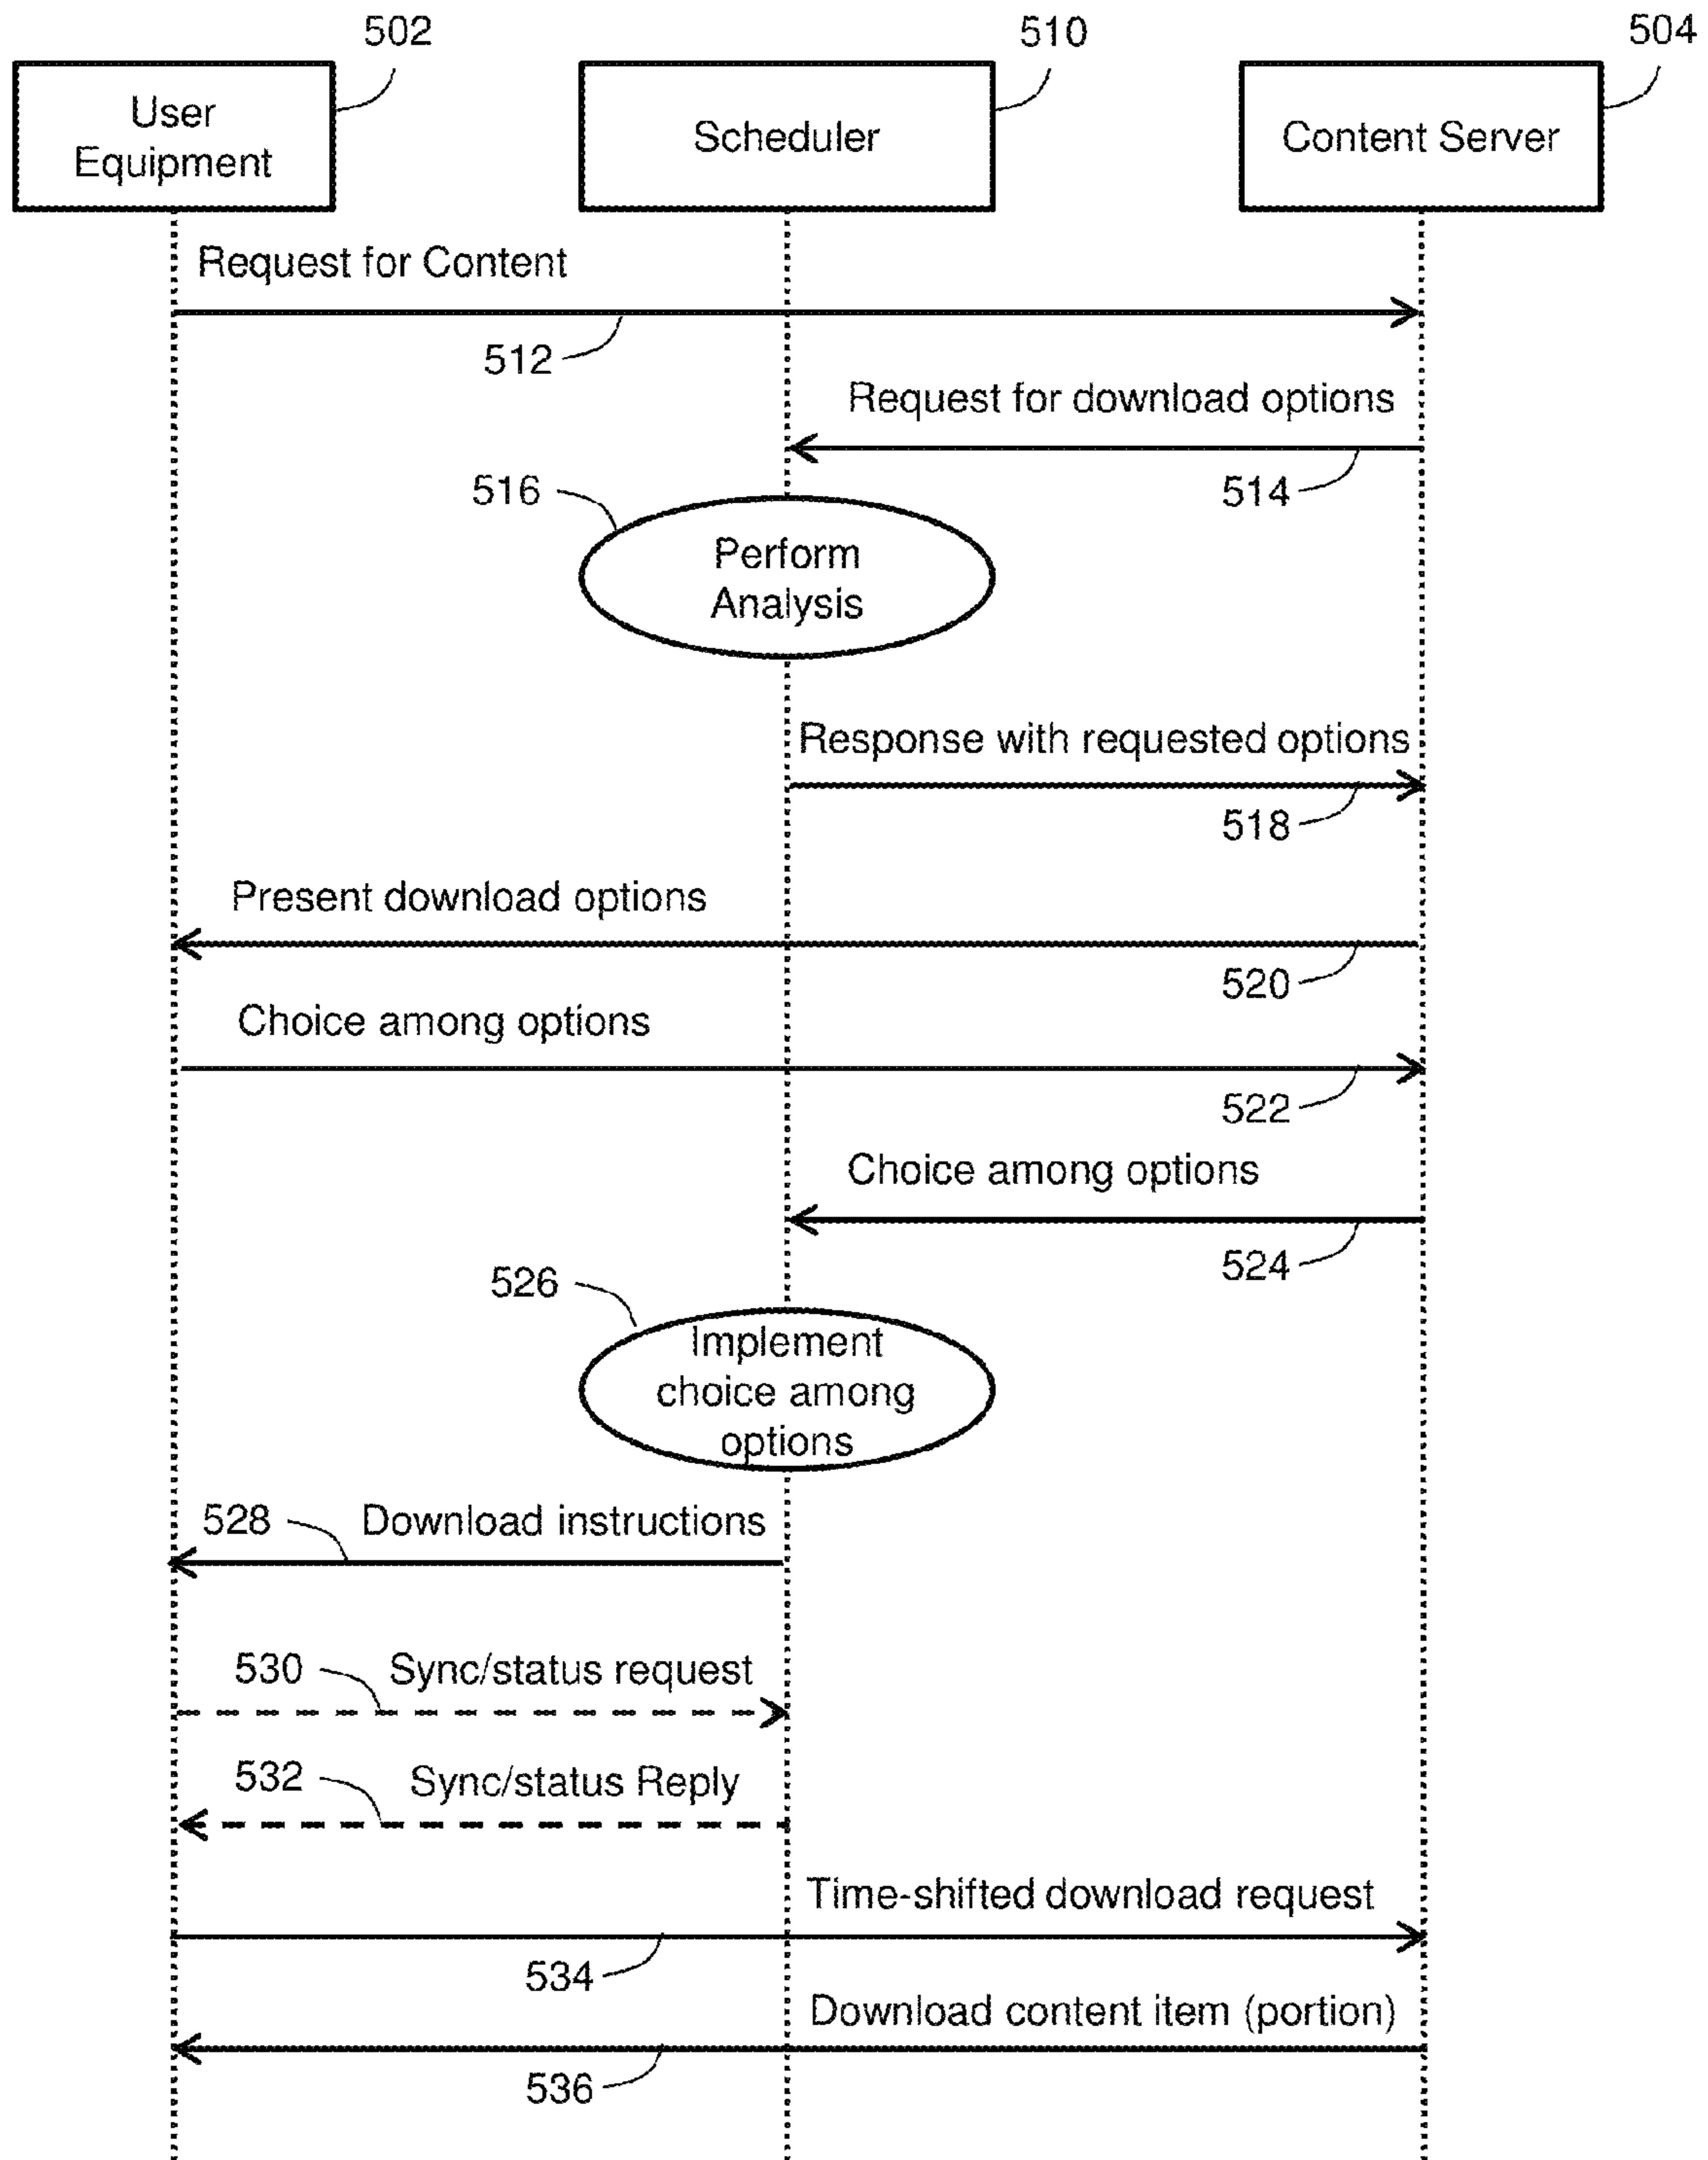 502
510
504
User
Equipment
Scheduler
Content Server
Request for Content
512
Request for download options
514
516
Perform
Analysis
Response with requested options
518
Present download options
520
Choice among options
522
Choice among options
524
526
Implement
choice among
options
528
Download instructions
530
Sync/status request
532
Sync/status Reply
Time-shifted download request
534
Download content item (portion)
536